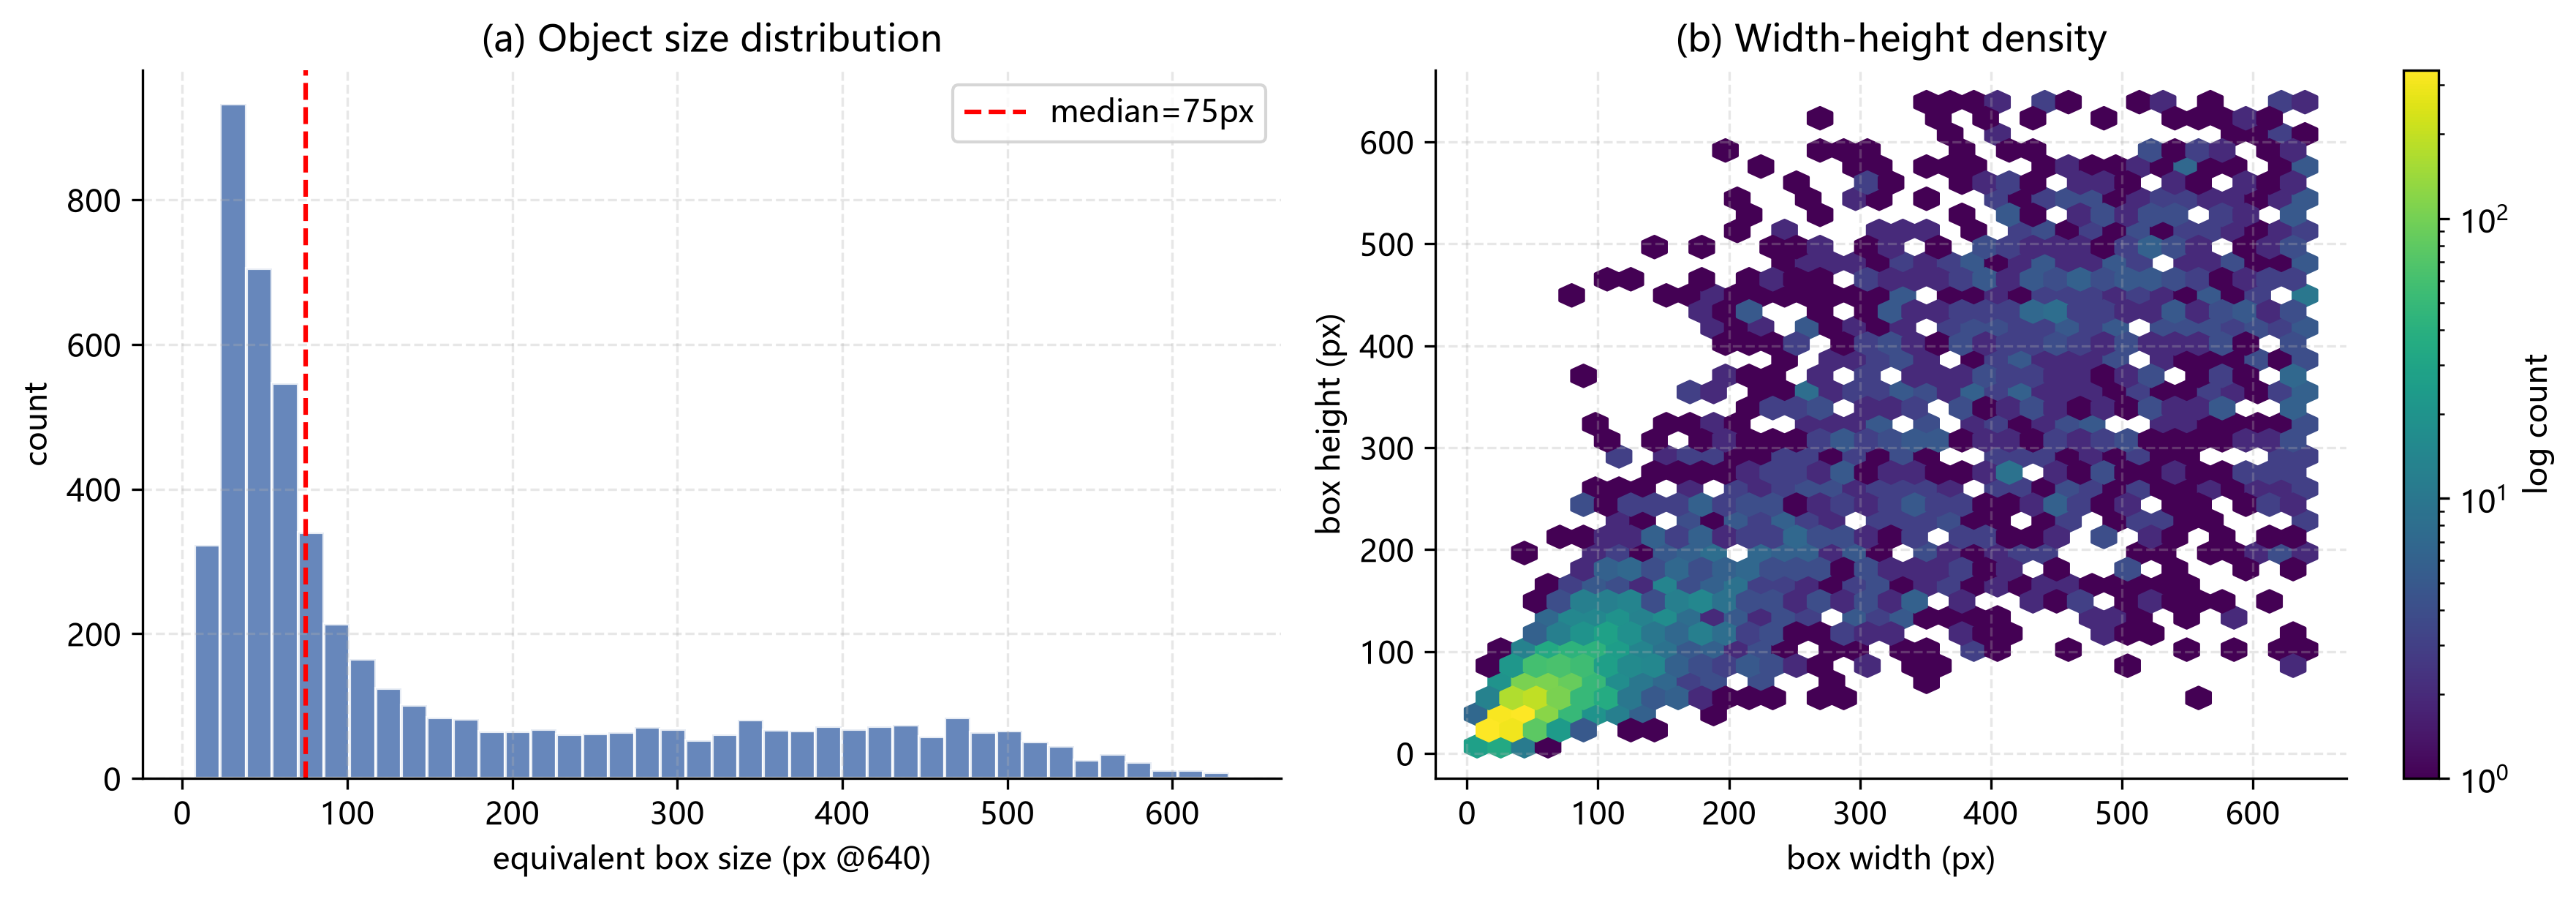 (a) Object size distribution
median=75px
800
600
400
200
0
count
0 100 200 300 400 500 600
equivalent box size (px @640)
(b) Width-height density
600
500
400
300
200
100
0
box height (px)
0 100 200 300 400 500 600
box width (px)
10²
10¹
10⁰
log count